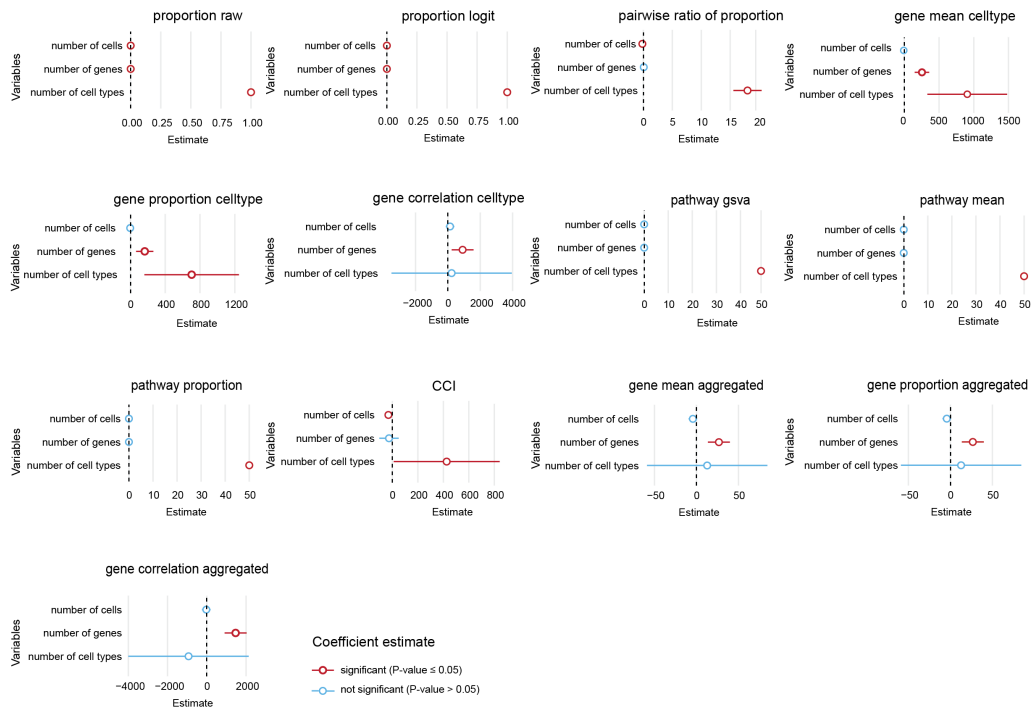 proportion raw
Variables
number of cells
number of genes
number of cell types
0.00 0.25 0.50 0.75 1.00
Estimate
proportion logit
Variables
number of cells
number of genes
number of cell types
0.00 0.25 0.50 0.75 1.00
Estimate
pairwise ratio of proportion
Variables
number of cells
number of genes
number of cell types
0 5 10 15 20
Estimate
gene mean celltype
Variables
number of cells
number of genes
number of cell types
0 500 1000 1500
Estimate
gene proportion celltype
Variables
number of cells
number of genes
number of cell types
0 400 800 1200
Estimate
gene correlation celltype
Variables
number of cells
number of genes
number of cell types
−2000 0 2000 4000
Estimate
pathway gsva
Variables
number of cells
number of genes
number of cell types
0 10 20 30 40 50
Estimate
pathway mean
Variables
number of cells
number of genes
number of cell types
0 10 20 30 40 50
Estimate
pathway proportion
Variables
number of cells
number of genes
number of cell types
0 10 20 30 40 50
Estimate
CCI
Variables
number of cells
number of genes
number of cell types
0 200 400 600 800
Estimate
gene mean aggregated
Variables
number of cells
number of genes
number of cell types
−50 0 50
Estimate
gene proportion aggregated
Variables
number of cells
number of genes
number of cell types
−50 0 50
Estimate
gene correlation aggregated
Variables
number of cells
number of genes
number of cell types
−4000 −2000 0 2000
Estimate
Coefficient estimate
significant (P-value ≤ 0.05)
not significant (P-value > 0.05)